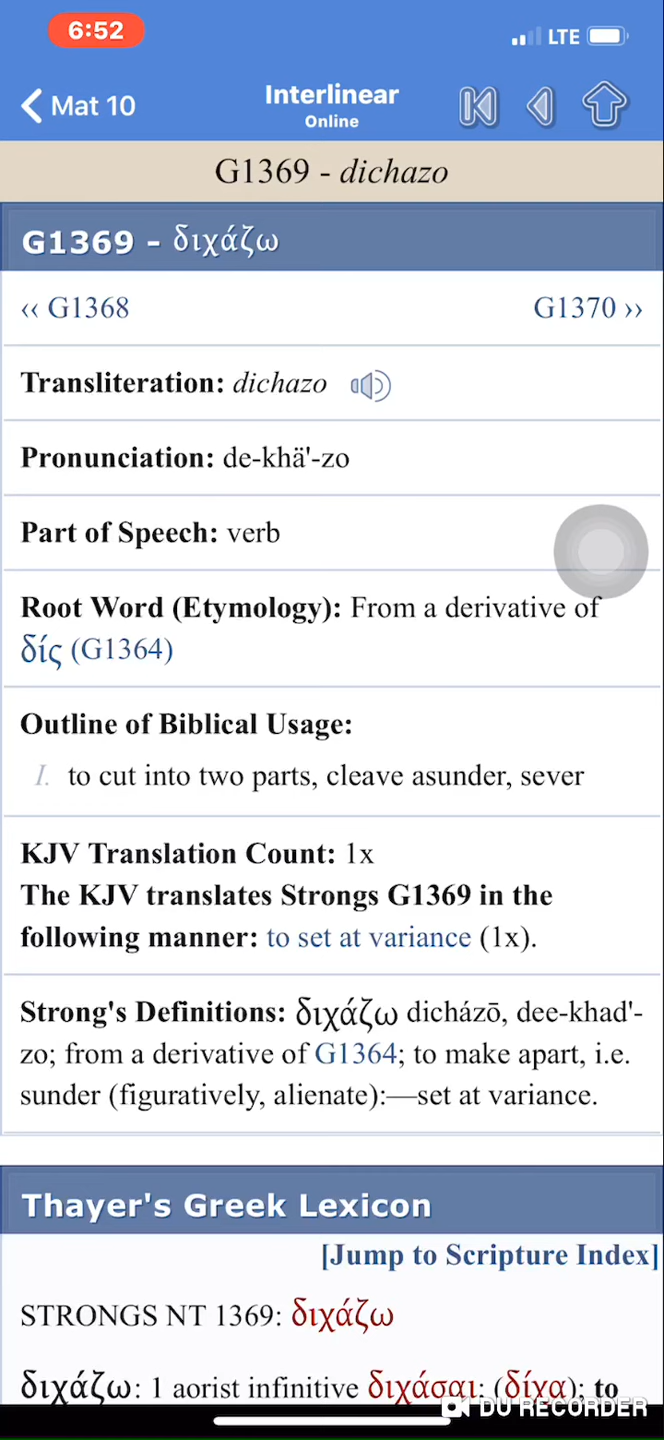 6:52
LTE
Mat 10
Interlinear
Online
G1369 - dichazo
G1369 - διχάζω
‹‹ G1368
G1370 ››
Transliteration: dichazo
Pronunciation: de-khä'-zo
Part of Speech: verb
Root Word (Etymology): From a derivative of
δίς (G1364)
Outline of Biblical Usage:
I. to cut into two parts, cleave asunder, sever
KJV Translation Count: 1x
The KJV translates Strongs G1369 in the
following manner: to set at variance (1x).
Strong's Definitions: διχάζω dicházō, dee-khad'-
zo; from a derivative of G1364; to make apart, i.e.
sunder (figuratively, alienate):—set at variance.
Thayer's Greek Lexicon
[Jump to Scripture Index]
STRONGS NT 1369: διχάζω
διχάζω: 1 aorist infinitive διχάσαι; (δίχα); to
DU RECORDER